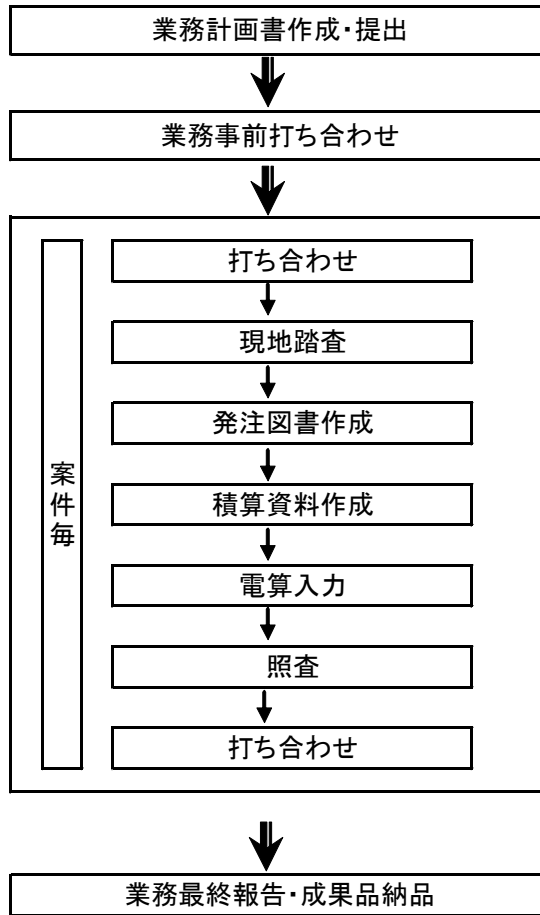 業務計画書作成・提出
業務事前打ち合わせ
案件毎
打ち合わせ
現地踏査
発注図書作成
積算資料作成
電算入力
照査
打ち合わせ
業務最終報告・成果品納品